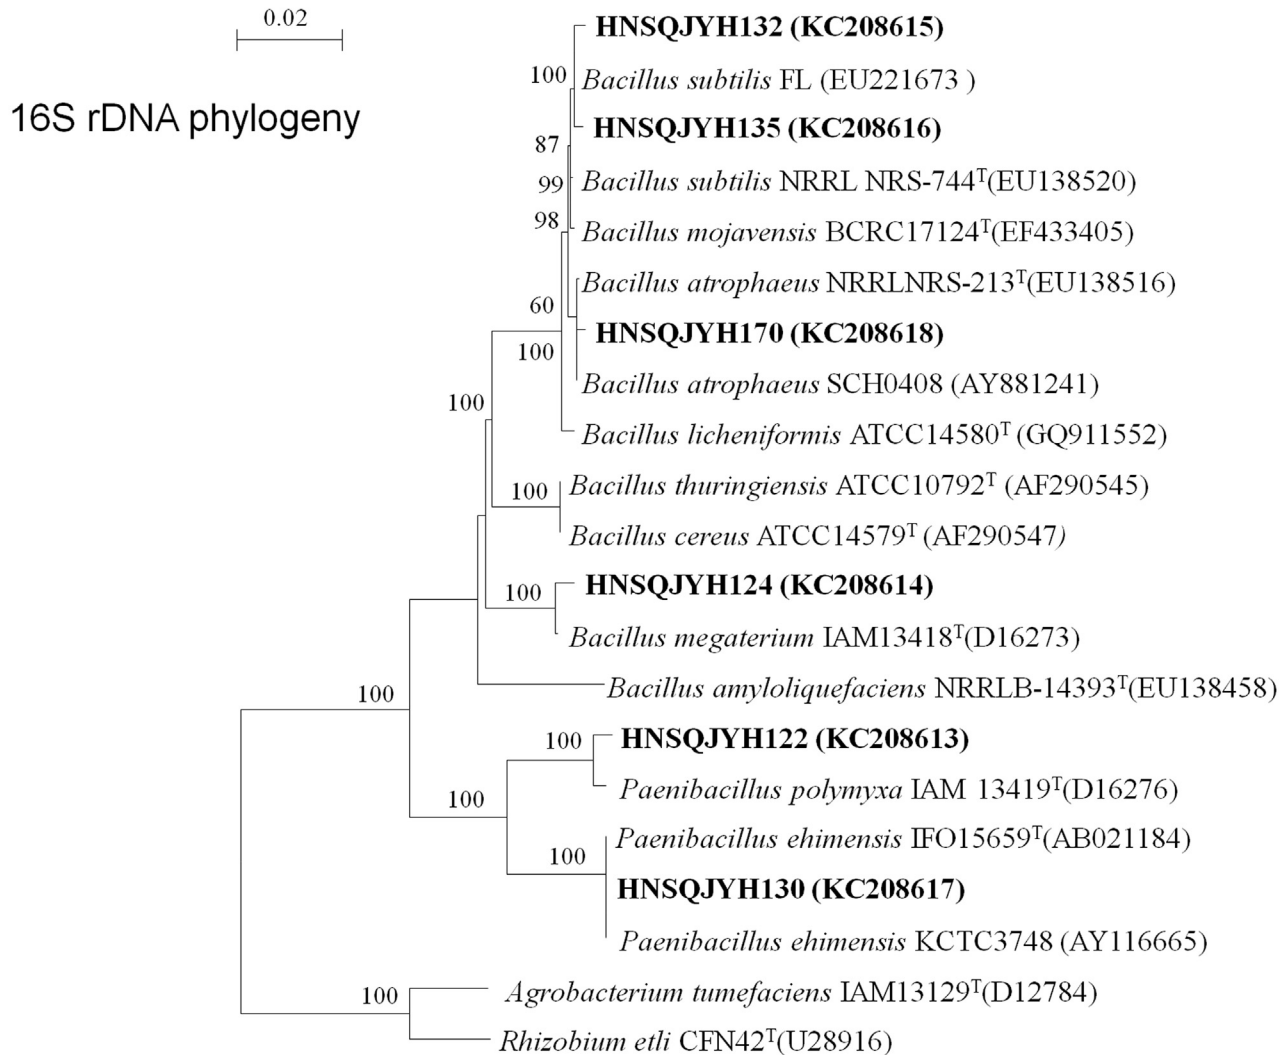 0.02
HNSQJYH132 (KC208615)
100
Bacillus subtilis FL (EU221673 )
16S rDNA phylogeny
HNSQJYH135 (KC208616)
87
Bacillus subtilis NRRL NRS-744ᵀ(EU138520)
99
98
Bacillus mojavensis BCRC17124ᵀ(EF433405)
Bacillus atrophaeus NRRLNRS-213ᵀ(EU138516)
60
HNSQJYH170 (KC208618)
100
Bacillus atrophaeus SCH0408 (AY881241)
100
Bacillus licheniformis ATCC14580ᵀ (GQ911552)
100
Bacillus thuringiensis ATCC10792ᵀ (AF290545)
Bacillus cereus ATCC14579ᵀ (AF290547)
HNSQJYH124 (KC208614)
100
Bacillus megaterium IAM13418ᵀ(D16273)
Bacillus amyloliquefaciens NRRLB-14393ᵀ(EU138458)
100
HNSQJYH122 (KC208613)
100
Paenibacillus polymyxa IAM 13419ᵀ(D16276)
100
Paenibacillus ehimensis IFO15659ᵀ(AB021184)
100
HNSQJYH130 (KC208617)
Paenibacillus ehimensis KCTC3748 (AY116665)
100
Agrobacterium tumefaciens IAM13129ᵀ(D12784)
Rhizobium etli CFN42ᵀ(U28916)